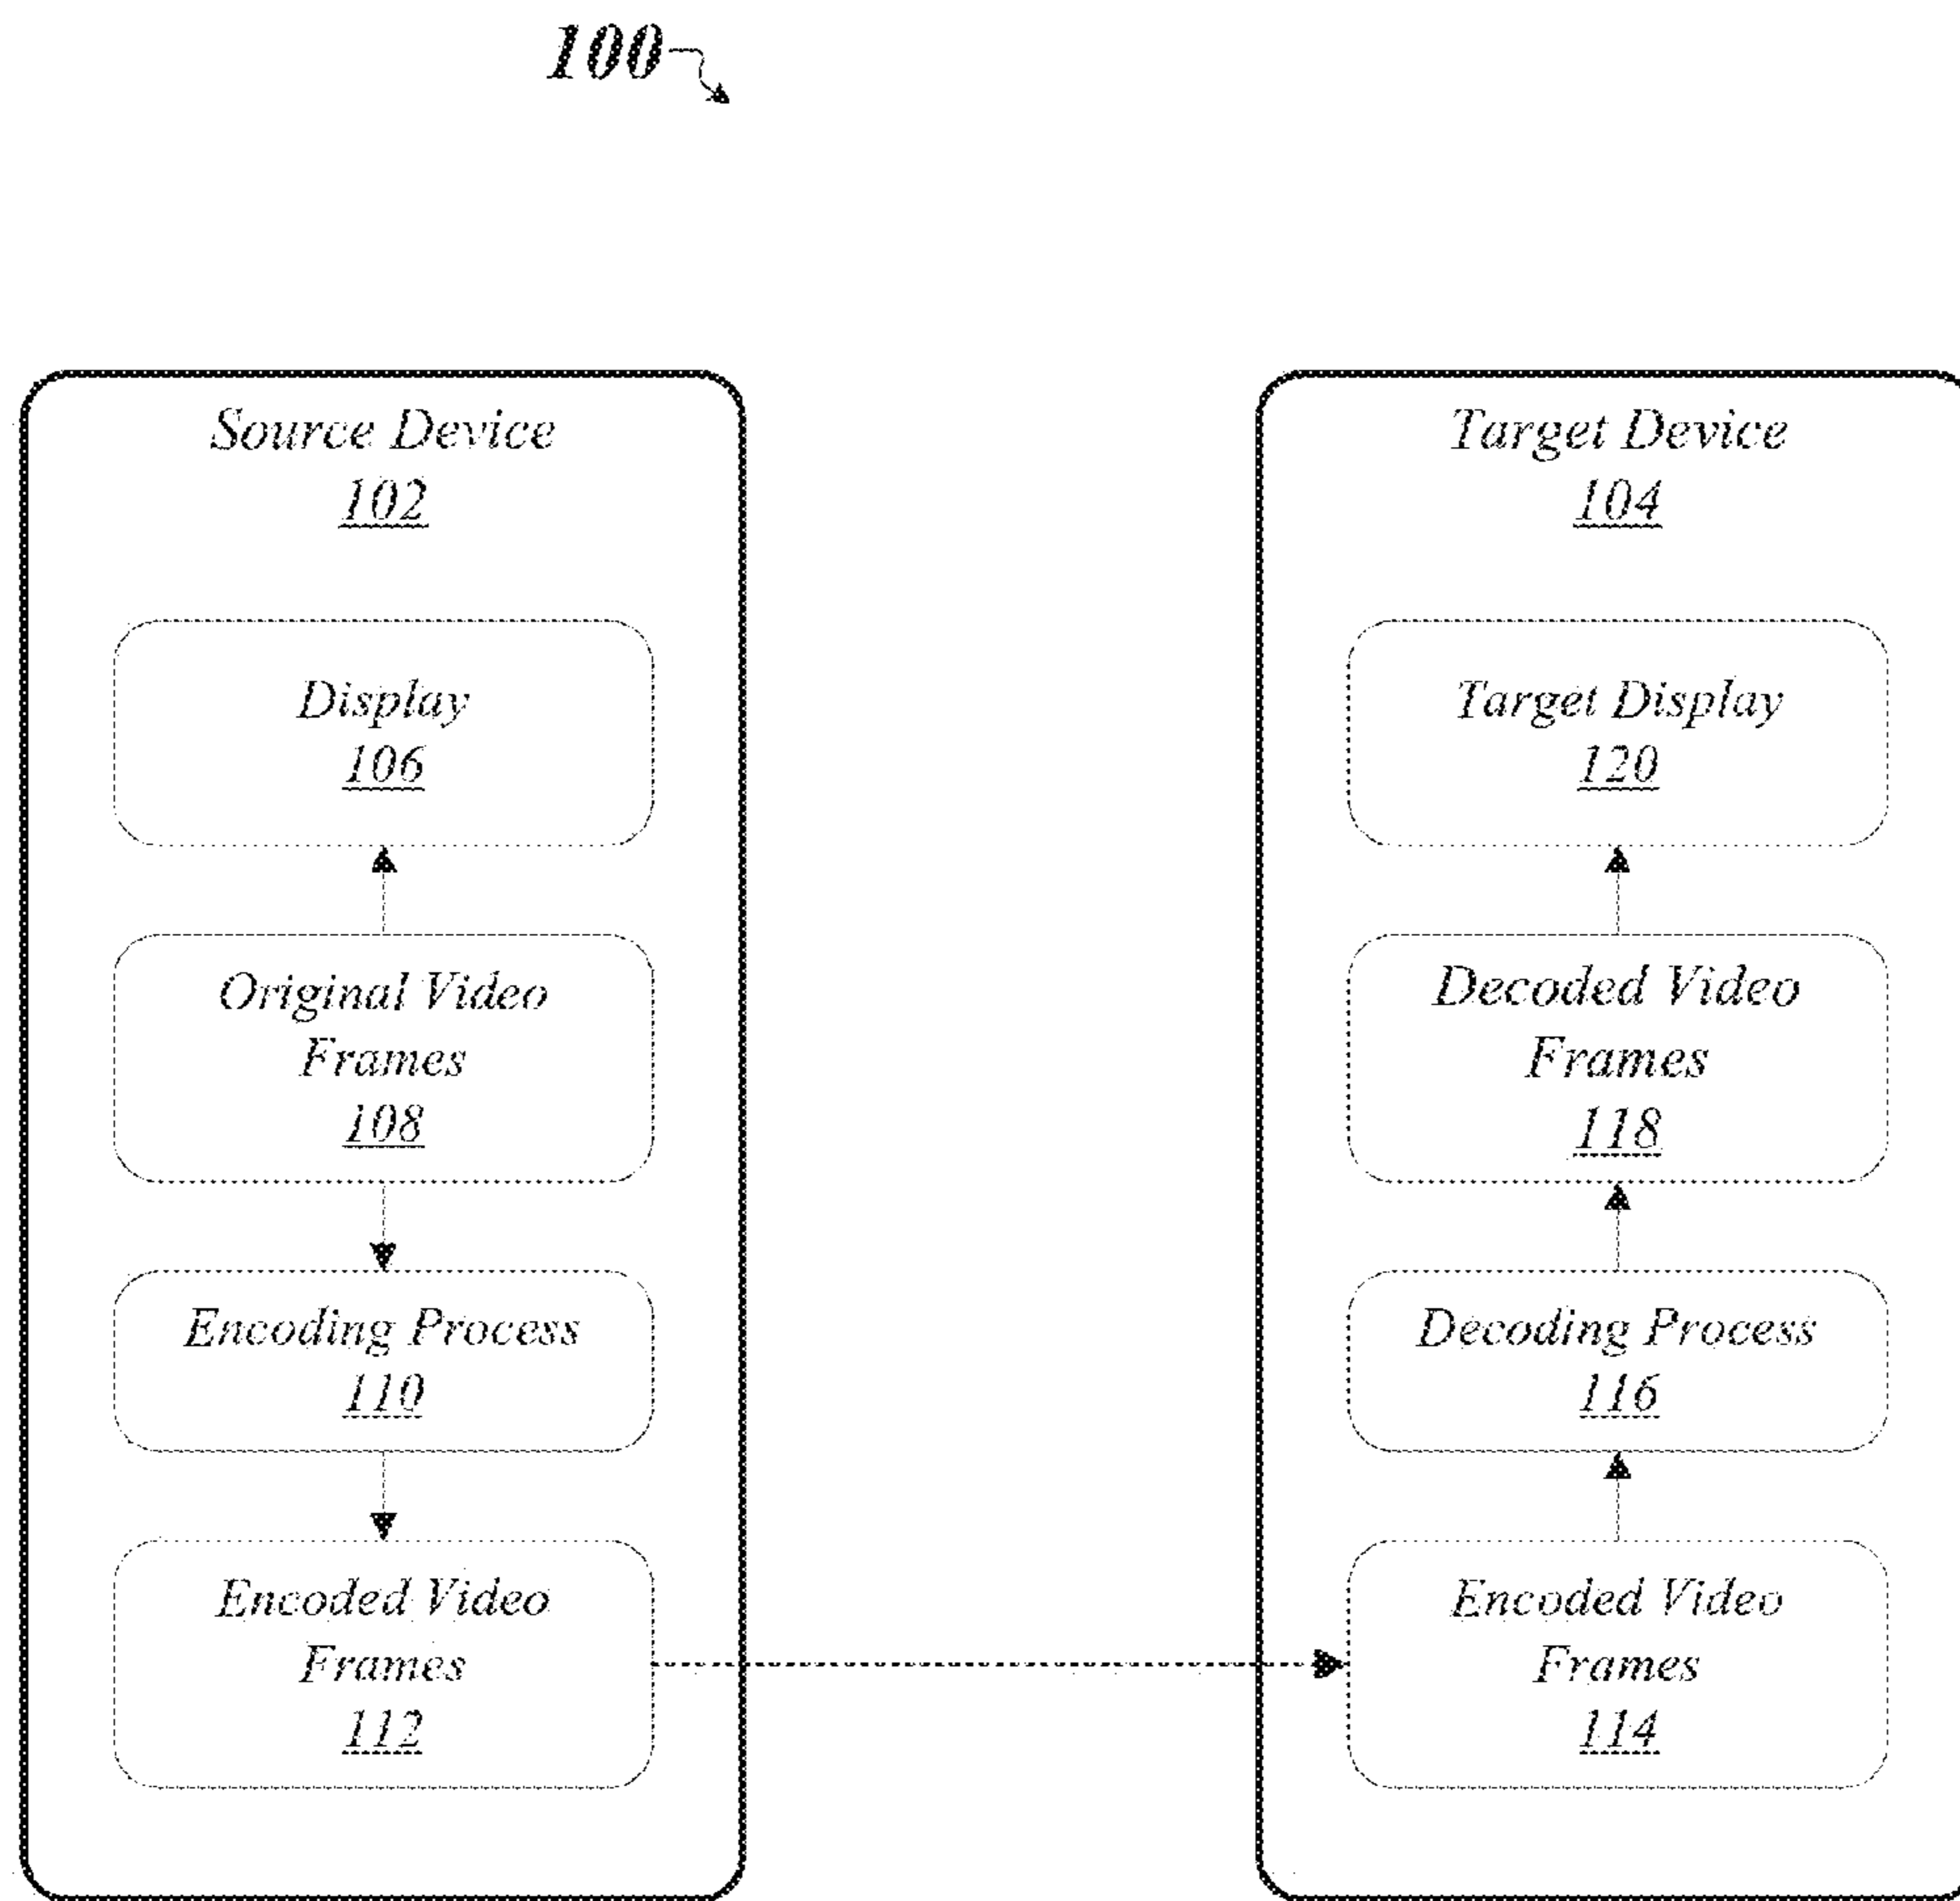 100
Source Device
102
Display
106
Original Video
Frames
108
Encoding Process
110
Encoded Video
Frames
112
Target Device
104
Target Display
120
Decoded Video
Frames
118
Decoding Process
116
Encoded Video
Frames
114